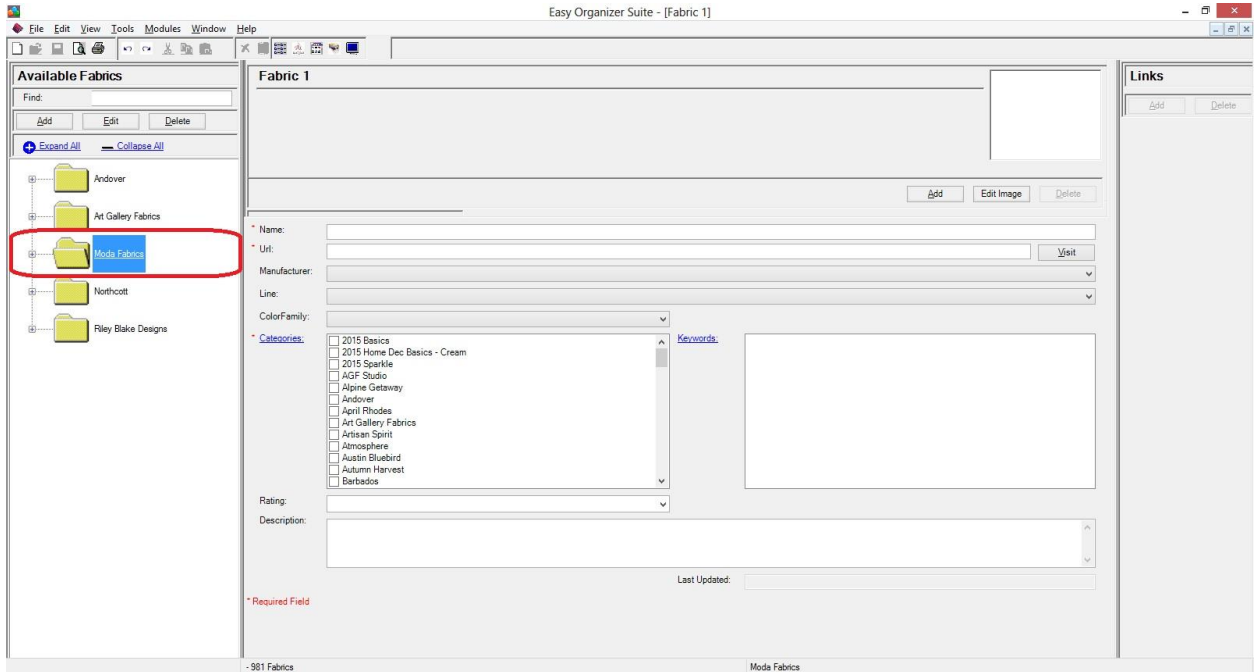 Easy Organizer Suite - [Fabric 1]
File Edit View Tools Modules Window Help
Available Fabrics
Find:
Add Edit Delete
Expand All Collapse All
Andover
Art Gallery Fabrics
Moda Fabrics
Northcott
Riley Blake Designs
Fabric 1
Add Edit Image Delete
* Name:
* Url:
Visit
Manufacturer:
Line:
ColorFamily:
* Categories:
2015 Basics
2015 Home Dec Basics - Cream
2015 Sparkle
AGF Studio
Alpine Getaway
Andover
April Rhodes
Art Gallery Fabrics
Artisan Spirit
Atmosphere
Austin Bluebird
Autumn Harvest
Barbados
Keywords:
Rating:
Description:
Last Updated:
* Required Field
Links
Add Delete
- 981 Fabrics
Moda Fabrics